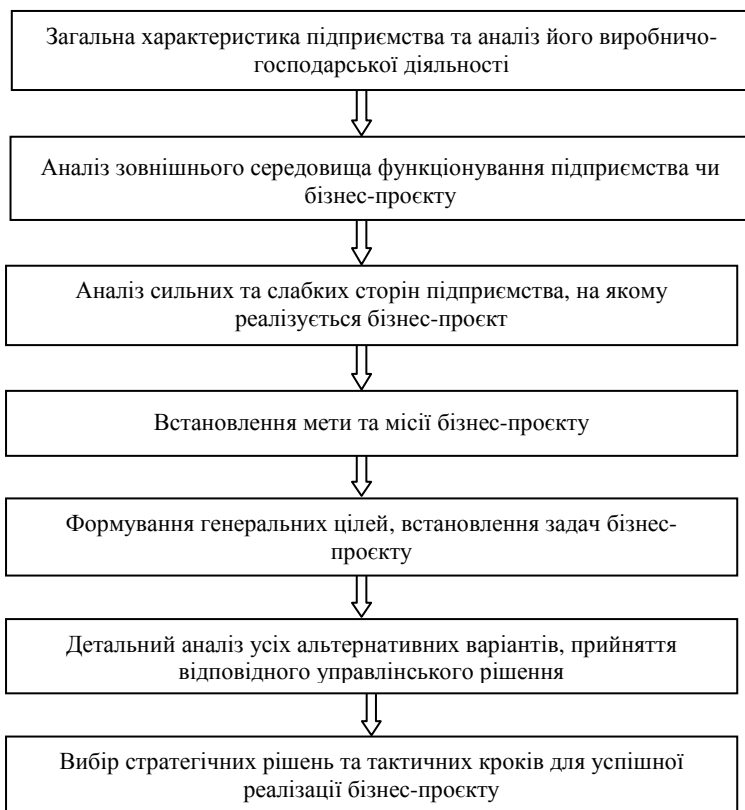 Загальна характеристика підприємства та аналіз його виробничо-
господарської діяльності
Аналіз зовнішнього середовища функціонування підприємства чи
бізнес-проєкту
Аналіз сильних та слабких сторін підприємства, на якому
реалізується бізнес-проєкт
Встановлення мети та місії бізнес-проєкту
Формування генеральних цілей, встановлення задач бізнес-
проєкту
Детальний аналіз усіх альтернативних варіантів, прийняття
відповідного управлінського рішення
Вибір стратегічних рішень та тактичних кроків для успішної
реалізації бізнес-проєкту